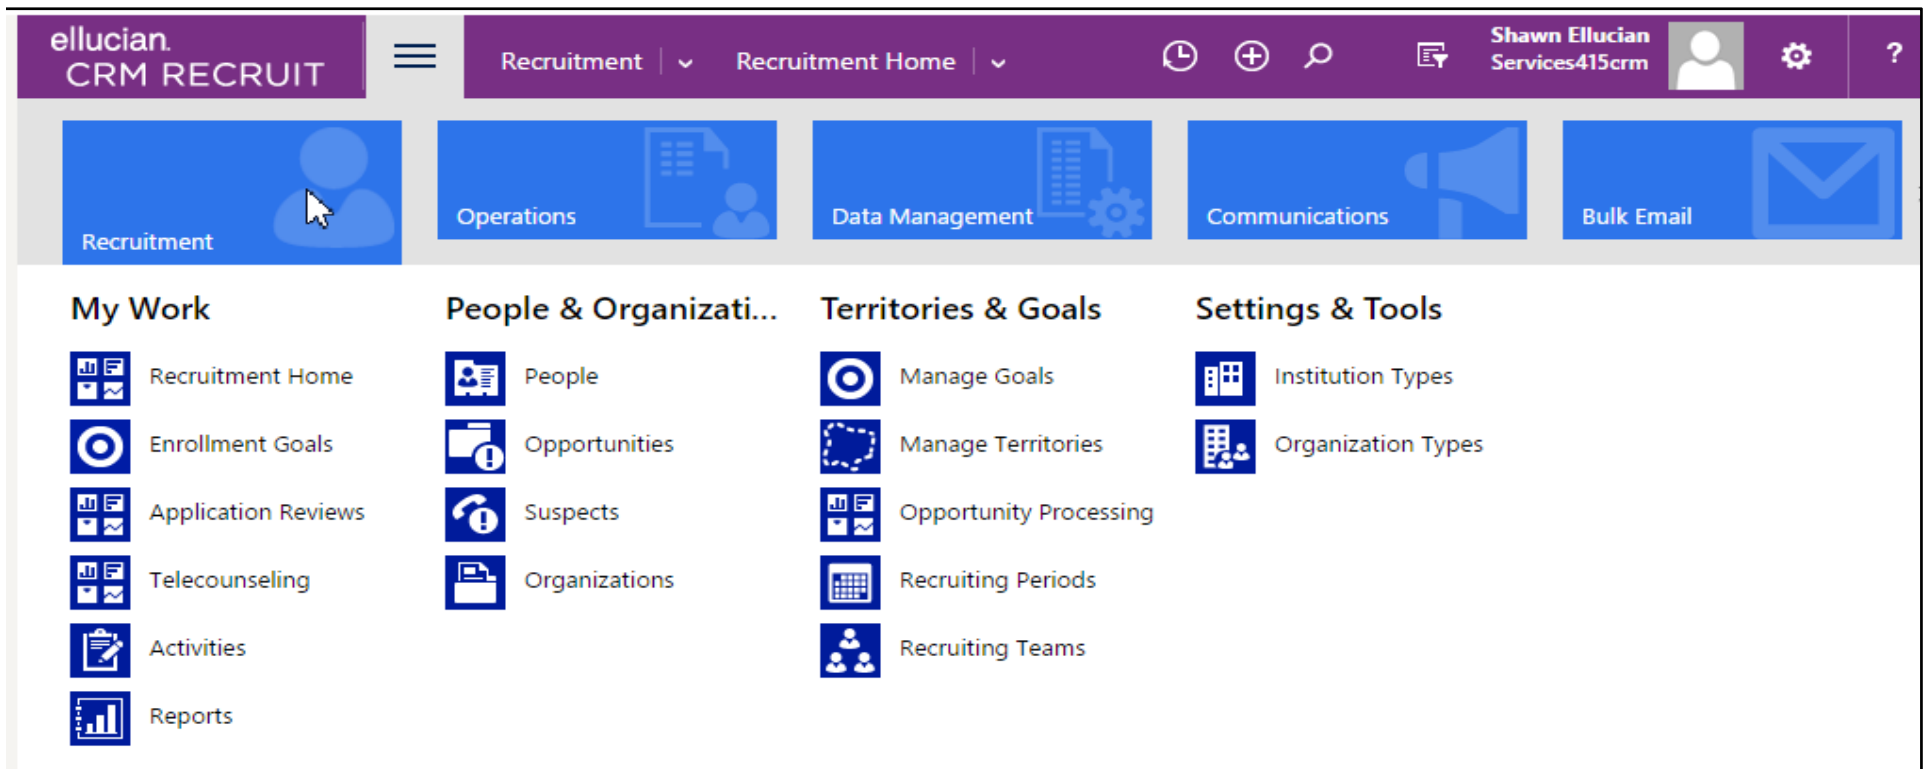 ellucian.
CRM RECRUIT
Recruitment
Recruitment Home
Shawn Ellucian
Services415crm
?
Recruitment
Operations
Data Management
Communications
Bulk Email
My Work
Recruitment Home
Enrollment Goals
Application Reviews
Telecounseling
Activities
Reports
People & Organizati...
People
Opportunities
Suspects
Organizations
Territories & Goals
Manage Goals
Manage Territories
Opportunity Processing
Recruiting Periods
Recruiting Teams
Settings & Tools
Institution Types
Organization Types